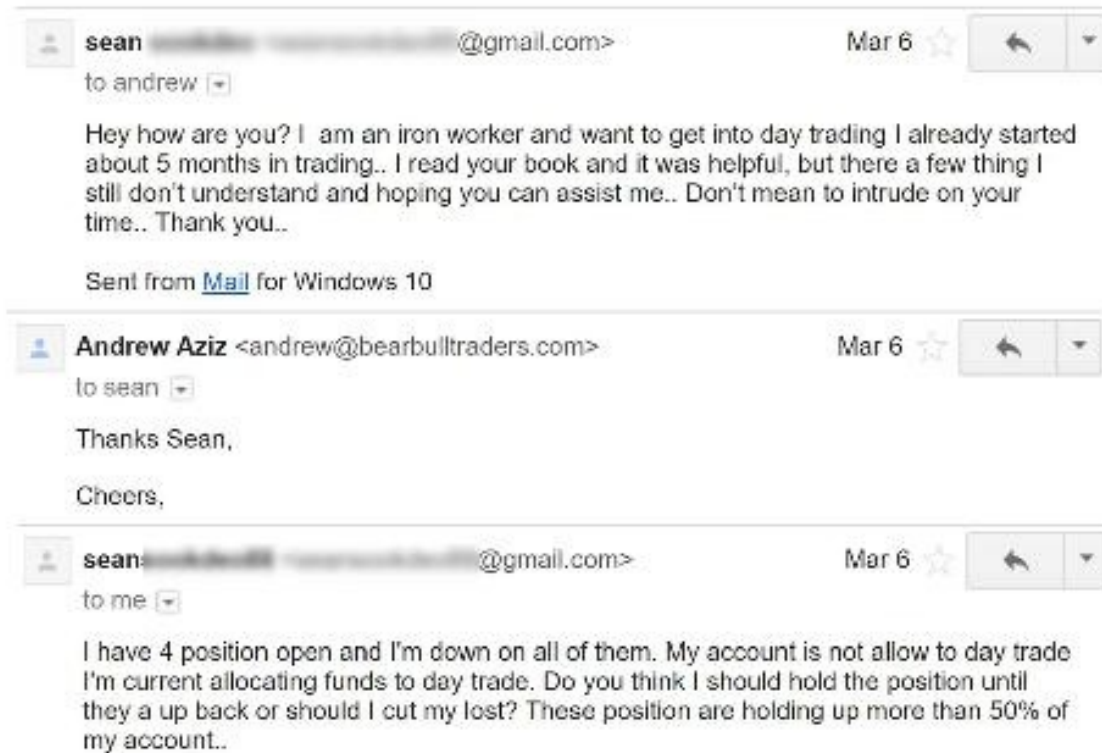 sean @gmail.com> Mar 6
to andrew
Hey how are you? I am an iron worker and want to get into day trading I already started
about 5 months in trading.. I read your book and it was helpful, but there a few thing I
still don't understand and hoping you can assist me.. Don't mean to intrude on your
time.. Thank you..
Sent from Mail for Windows 10
Andrew Aziz <andrew@bearbulltraders.com> Mar 6
to sean
Thanks Sean,
Cheers,
sean @gmail.com> Mar 6
to me
I have 4 position open and I'm down on all of them. My account is not allow to day trade
I'm current allocating funds to day trade. Do you think I should hold the position until
they a up back or should I cut my lost? These position are holding up more than 50% of
my account..